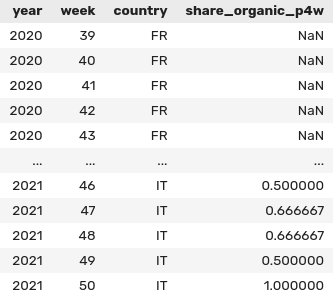 year week country share_organic_p4w
2020 39 FR NaN
2020 40 FR NaN
2020 41 FR NaN
2020 42 FR NaN
2020 43 FR NaN
... ... ... ...
2021 46 IT 0.500000
2021 47 IT 0.666667
2021 48 IT 0.666667
2021 49 IT 0.500000
2021 50 IT 1.000000